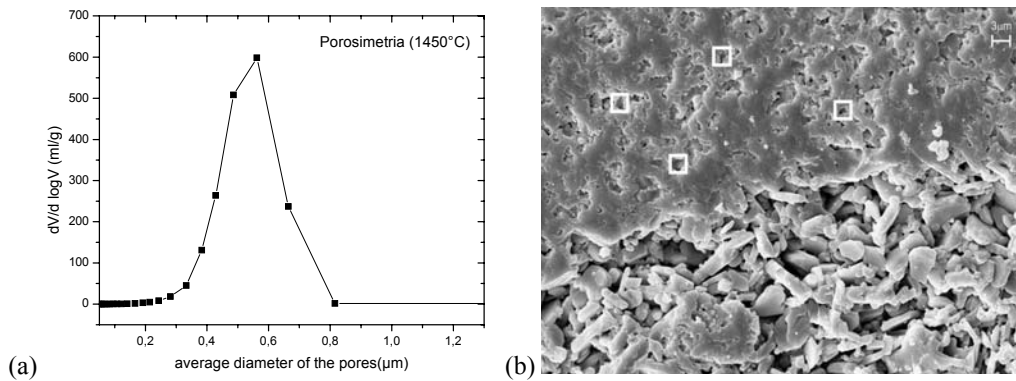 700
600
500
400
300
200
100
0
Porosimetria (1450°C)
dV/d logV (ml/g)
0,2 0,4 0,6 0,8 1,0 1,2
average diameter of the pores(µm)
(a)
3µm
(b)